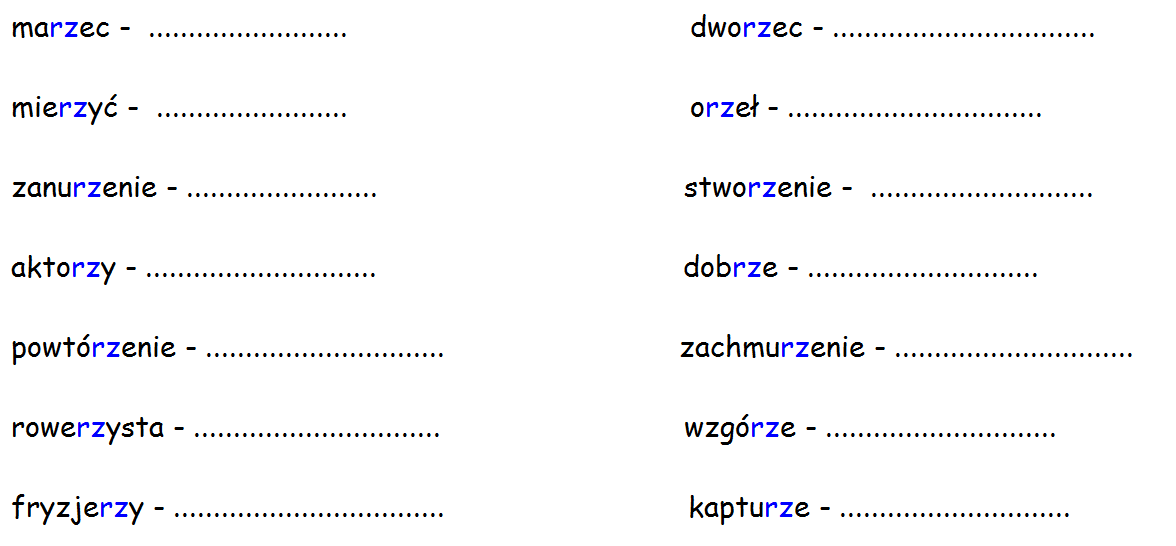 marzec - ......................... dworzec - .................................
mierzyć - ........................ orzeł - ................................
zanurzenie - ........................ stworzenie - ............................
aktorzy - ............................. dobrze - .............................
powtórzenie - .............................. zachmurzenie - ..............................
rowerzysta - ............................... wzgórze - .............................
fryzjerzy - .................................. kapturze - .............................